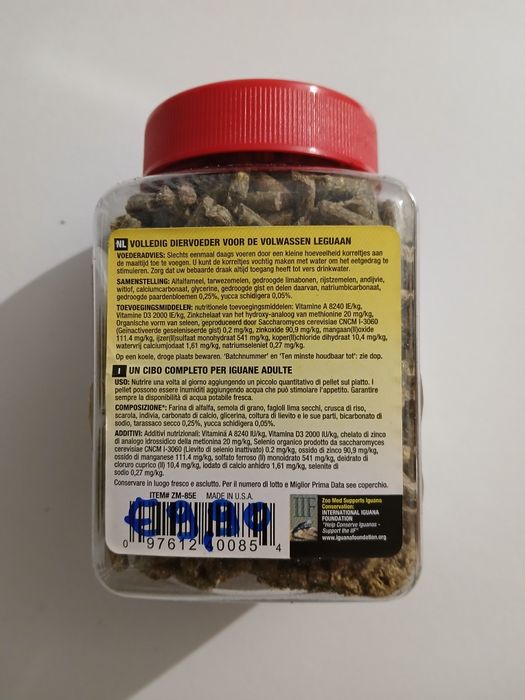 NL VOLLEDIG DIERVOEDER VOOR DE VOLWASSEN LEGUAAN
VOEDERADVIES: Slechts eenmaal daags voeren door een kleine hoeveelheid korreltjes aan
de maaltijd toe te voegen. U kunt de korreltjes vochtig maken met water om het eetgedrag te
stimuleren. Zorg dat uw bebaarde draak altijd toegang heeft tot vers drinkwater.
SAMENSTELLING: Alfalfameel, tarwezemelen, gedroogde limabonen, rijstzemelen, andijvie,
witlof, calciumcarbonaat, glycerine, gedroogde gist en delen daarvan, natriumbicarbonaat,
gedroogde paardenbloemen 0,25%, yucca schidigera 0,05%.
TOEVOEGINGSMIDDELEN: nutritionele toevoegingsmiddelen: Vitamine A 8240 IE/kg,
Vitamine D3 2000 IE/kg, Zinkchelaat van het hydroxy-analoog van methionine 20 mg/kg,
Organische vorm van seleen, geproduceerd door Saccharomyces cerevisiae CNCM I-3060
(Geïnactiveerde geseleniseerde gist) 0,2 mg/kg, zinkoxide 90,9 mg/kg, mangaan(II)oxide
111.4 mg/kg, ijzer(II)sulfaat monohydraat 541 mg/kg, koper(II)chloride dihydraat 10,4 mg/kg,
watervrij calciumjodaat 1,61 mg/kg, natriumseleniet 0,27 mg/kg.
Op een koele, droge plaats bewaren. 'Batchnummer' en 'Ten minste houdbaar tot': zie dop.
I UN CIBO COMPLETO PER IGUANE ADULTE
USO: Nutrire una volta al giorno aggiungendo un piccolo quantitativo di pellet sul piatto. I
pellet possono essere inumiditi aggiungendo acqua che può stimolare l'appetito. Garantire
sempre la disponibilità di acqua potabile fresca.
COMPOSIZIONE*: Farina di alfalfa, semola di grano, fagioli lima secchi, crusca di riso,
scarola, indivia, carbonato di calcio, glicerina, coltura di lievito e le sue parti, bicarbonato di
sodio, tarassaco secco 0,25%, yucca schidigera 0,05%.
ADDITIVI: Additivi nutrizionali: Vitamina A 8240 IU/kg, Vitamina D3 2000 IU/kg, chelato di zinco
di analogo idrossilico della metionina 20 mg/kg, Selenio organico prodotto da saccharomyces
cerevisiae CNCM I-3060 (Lievito di selenio inattivato) 0.2 mg/kg, ossido di zinco 90,9 mg/kg,
ossido di manganese 111.4 mg/kg, solfato ferroso (II) monoidrato 541 mg/kg, deidrato di
cloruro cuprico (II) 10,4 mg/kg, iodato di calcio anidro 1,61 mg/kg, selenite di
sodio 0,27 mg/kg.
Conservare in luogo fresco e asciutto. Per il numero di lotto e Miglior Prima Data see coperchio.
ITEM# ZM-85E MADE IN U.S.A.
0 97612 10085 4
IIF
Zoo Med Supports Iguana
Conservation:
INTERNATIONAL IGUANA
FOUNDATION
"Help Conserve Iguanas -
Support the IIF"
www.iguanafoundation.org